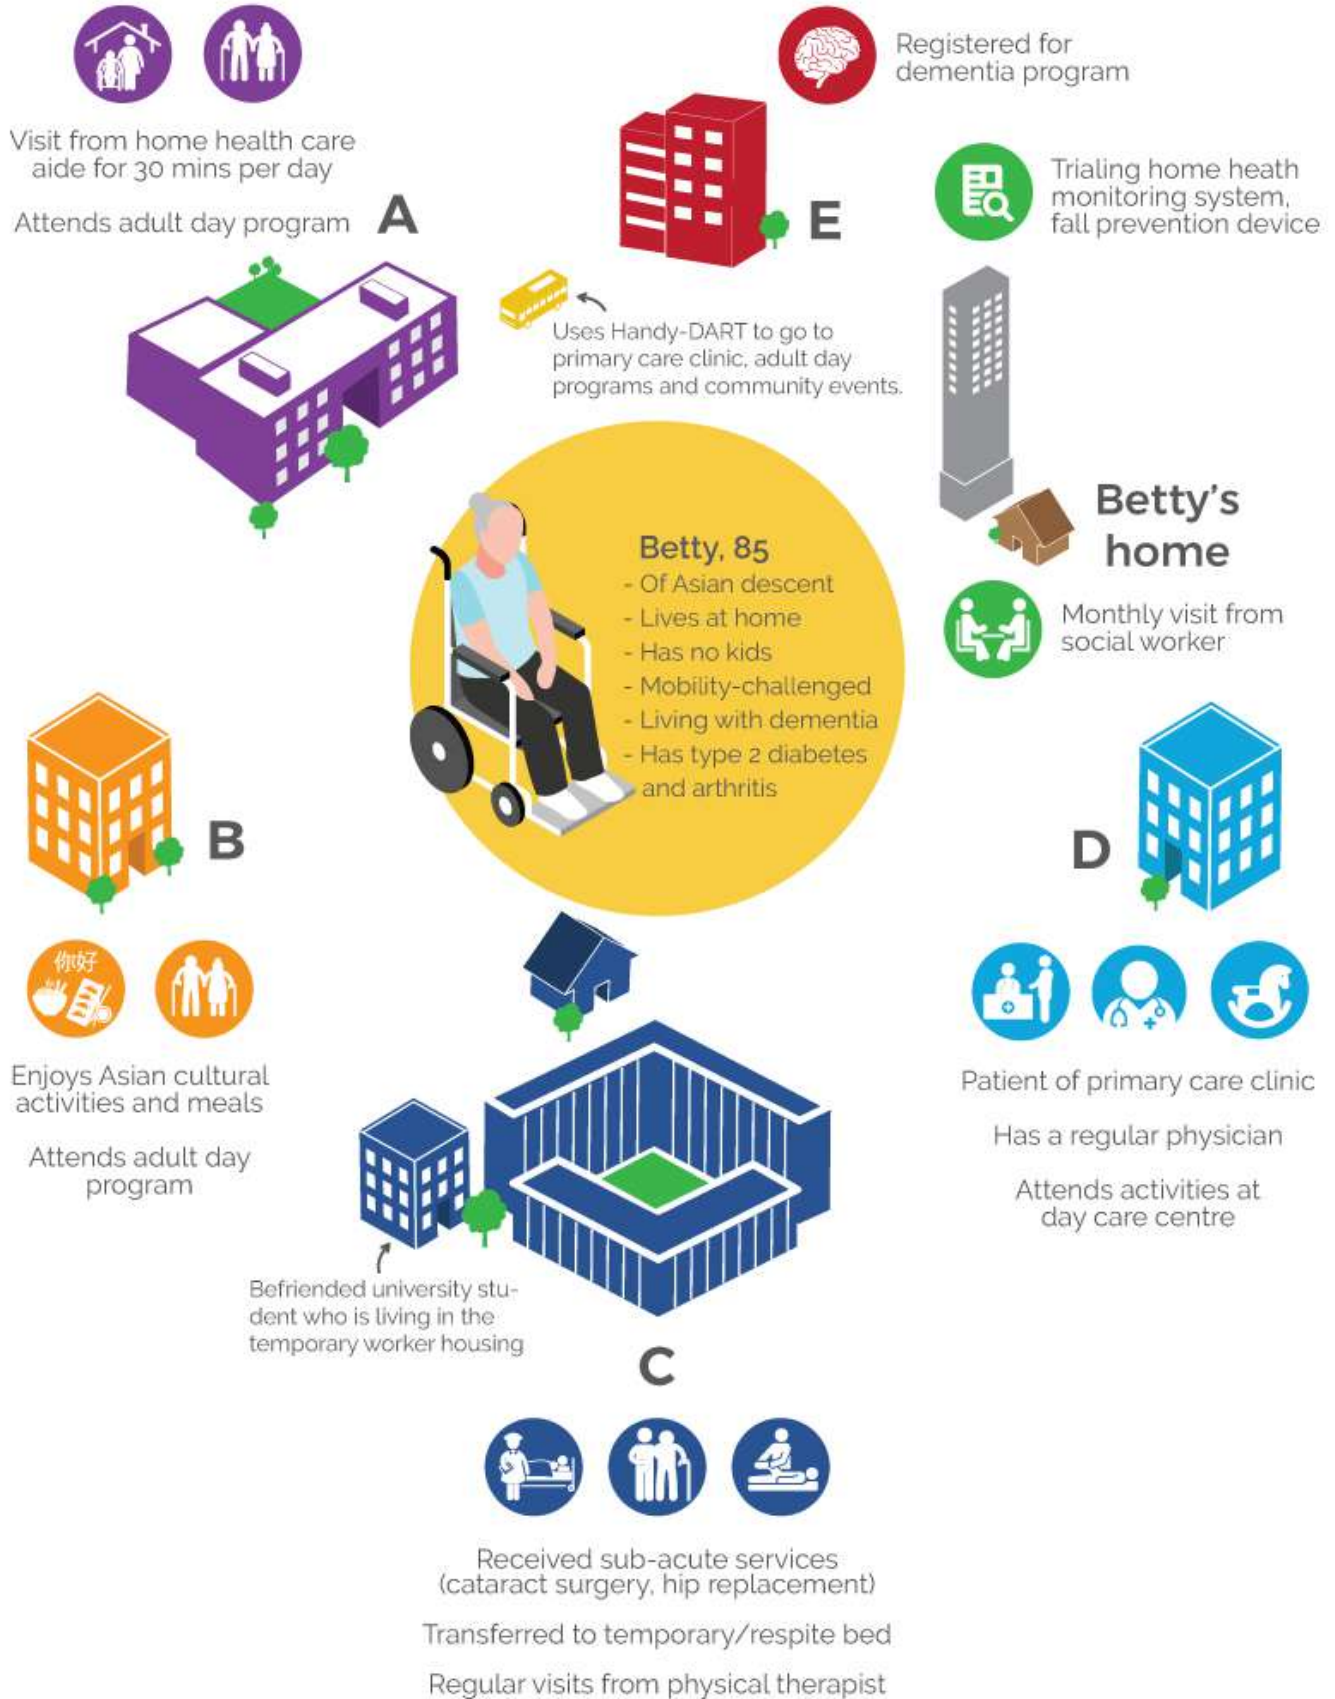 Registered for
dementia program
Visit from home health care
aide for 30 mins per day
Attends adult day program
A
E
Trialing home heath
monitoring system,
fall prevention device
Uses Handy-DART to go to
primary care clinic, adult day
programs and community events.
Betty's
home
Monthly visit from
social worker
Betty, 85
- Of Asian descent
- Lives at home
- Has no kids
- Mobility-challenged
- Living with dementia
- Has type 2 diabetes
and arthritis
B
你好
Enjoys Asian cultural
activities and meals
Attends adult day
program
D
Patient of primary care clinic
Has a regular physician
Attends activities at
day care centre
Befriended university stu-
dent who is living in the
temporary worker housing
C
Received sub-acute services
(cataract surgery, hip replacement)
Transferred to temporary/respite bed
Regular visits from physical therapist